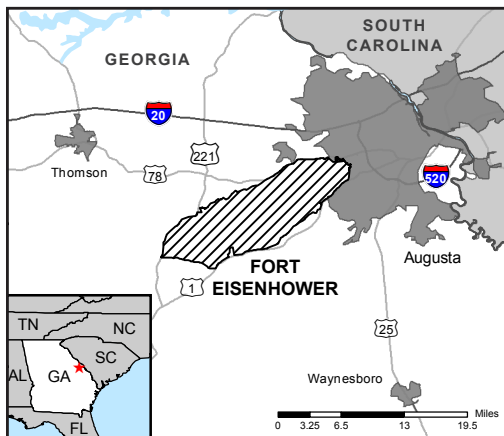 SOUTH
CAROLINA
GEORGIA
20
221
Thomson
78
520
FORT
EISENHOWER
Augusta
1
25
TN
NC
SC
AL
GA
FL
Waynesboro
Miles
0 3.25 6.5 13 19.5